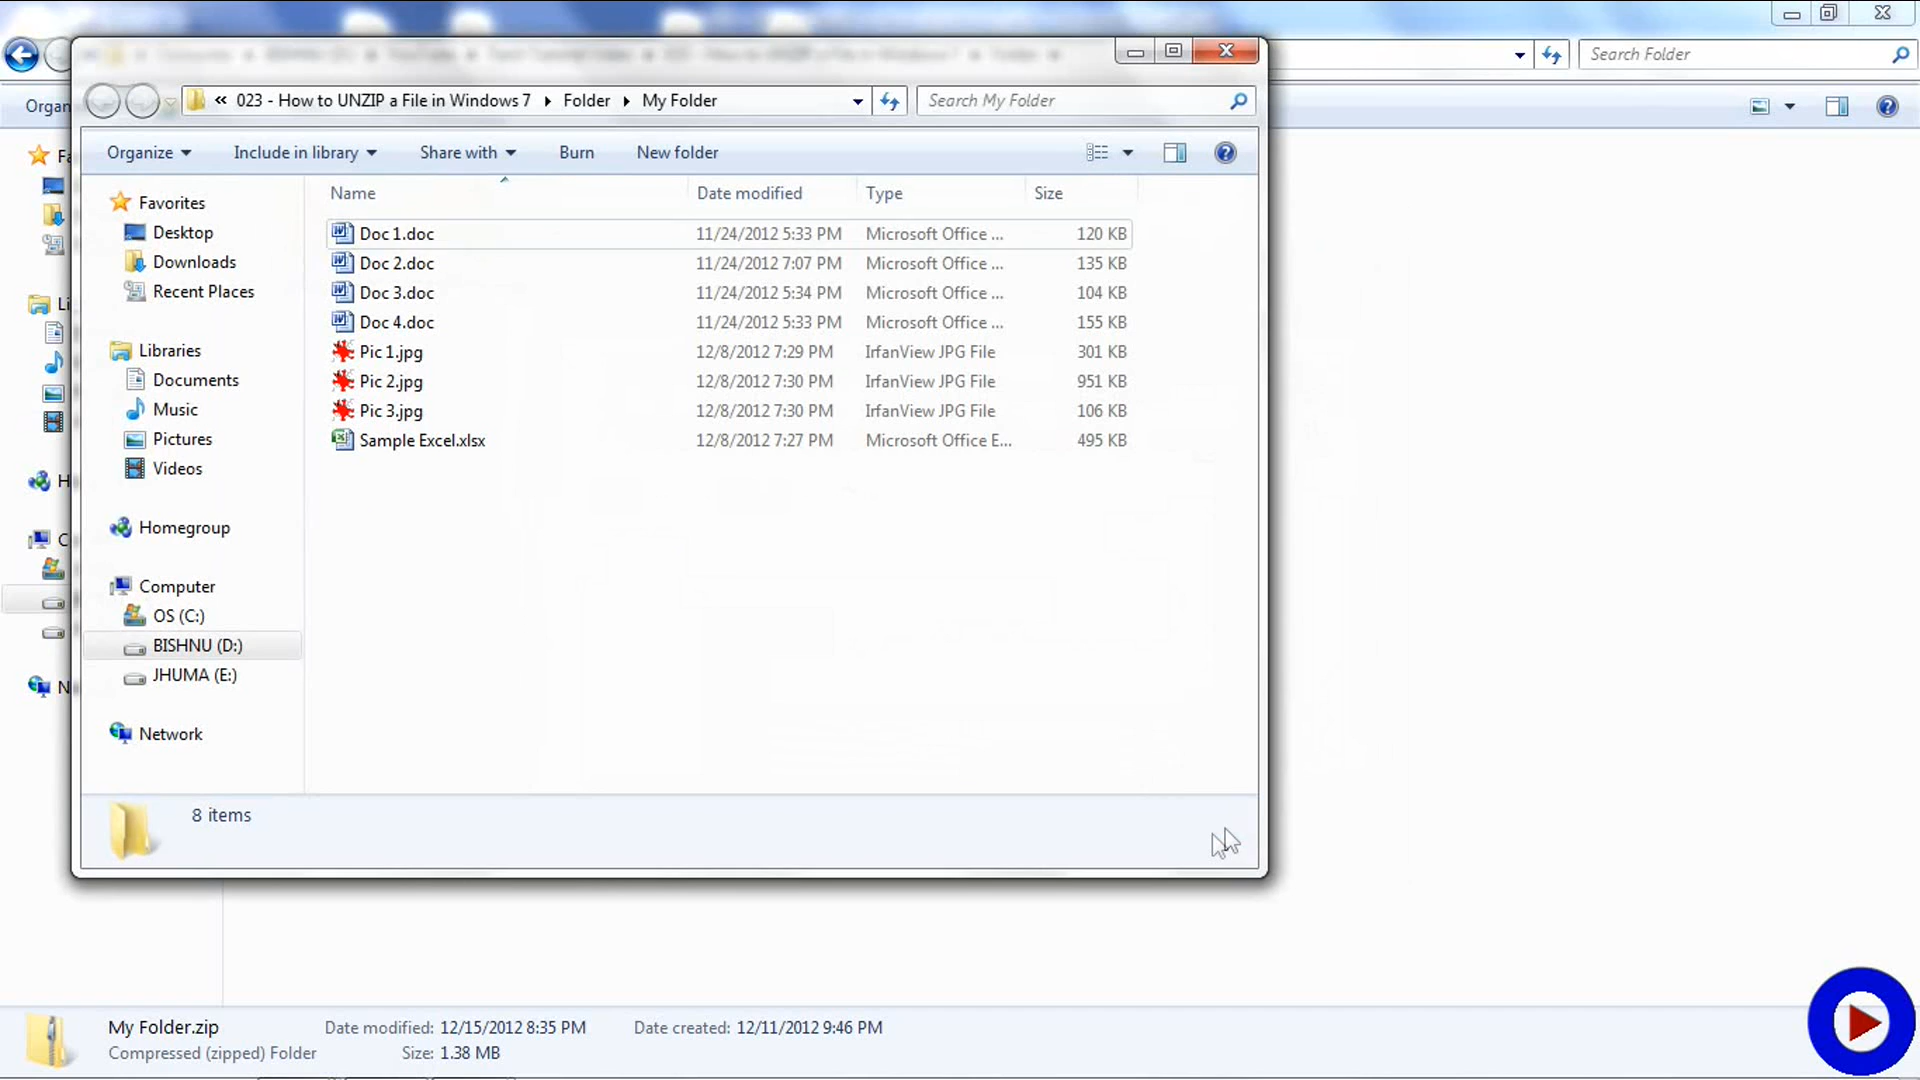 Search Folder
Organ
« 023 - How to UNZIP a File in Windows 7 Folder My Folder
Search My Folder
Organize Include in library Share with Burn New folder
Name Date modified Type Size
Favorites
Desktop
Downloads
Recent Places
Libraries
Documents
Music
Pictures
Videos
Homegroup
Computer
OS (C:)
BISHNU (D:)
JHUMA (E:)
Network
Doc 1.doc 11/24/2012 5:33 PM Microsoft Office ... 120 KB
Doc 2.doc 11/24/2012 7:07 PM Microsoft Office ... 135 KB
Doc 3.doc 11/24/2012 5:34 PM Microsoft Office ... 104 KB
Doc 4.doc 11/24/2012 5:33 PM Microsoft Office ... 155 KB
Pic 1.jpg 12/8/2012 7:29 PM IrfanView JPG File 301 KB
Pic 2.jpg 12/8/2012 7:30 PM IrfanView JPG File 951 KB
Pic 3.jpg 12/8/2012 7:30 PM IrfanView JPG File 106 KB
Sample Excel.xlsx 12/8/2012 7:27 PM Microsoft Office E... 495 KB
8 items
My Folder.zip Date modified: 12/15/2012 8:35 PM Date created: 12/11/2012 9:46 PM
Compressed (zipped) Folder Size: 1.38 MB